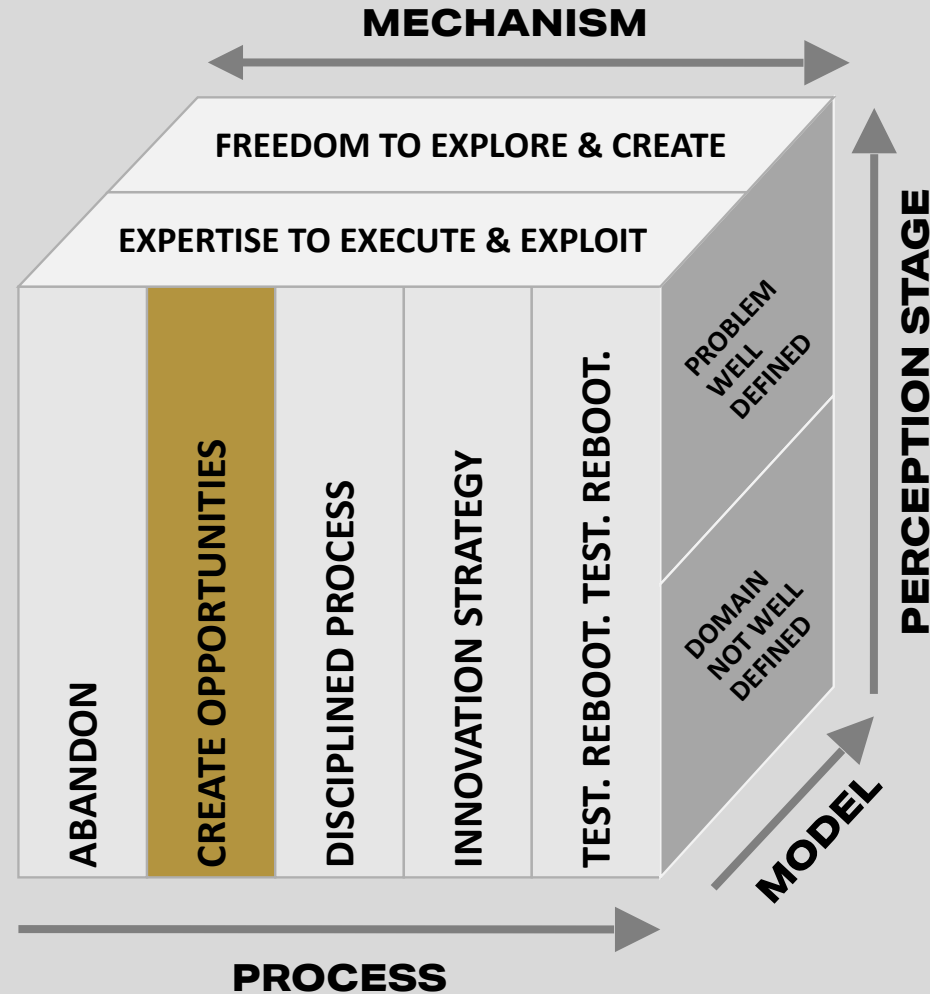 MECHANISM
FREEDOM TO EXPLORE & CREATE
EXPERTISE TO EXECUTE & EXPLOIT
ABANDON
CREATE OPPORTUNITIES
DISCIPLINED PROCESS
INNOVATION STRATEGY
TEST. REBOOT. TEST. REBOOT.
PROBLEM
WELL
DEFINED
DOMAIN
NOT WELL
DEFINED
PERCEPTION STAGE
MODEL
PROCESS